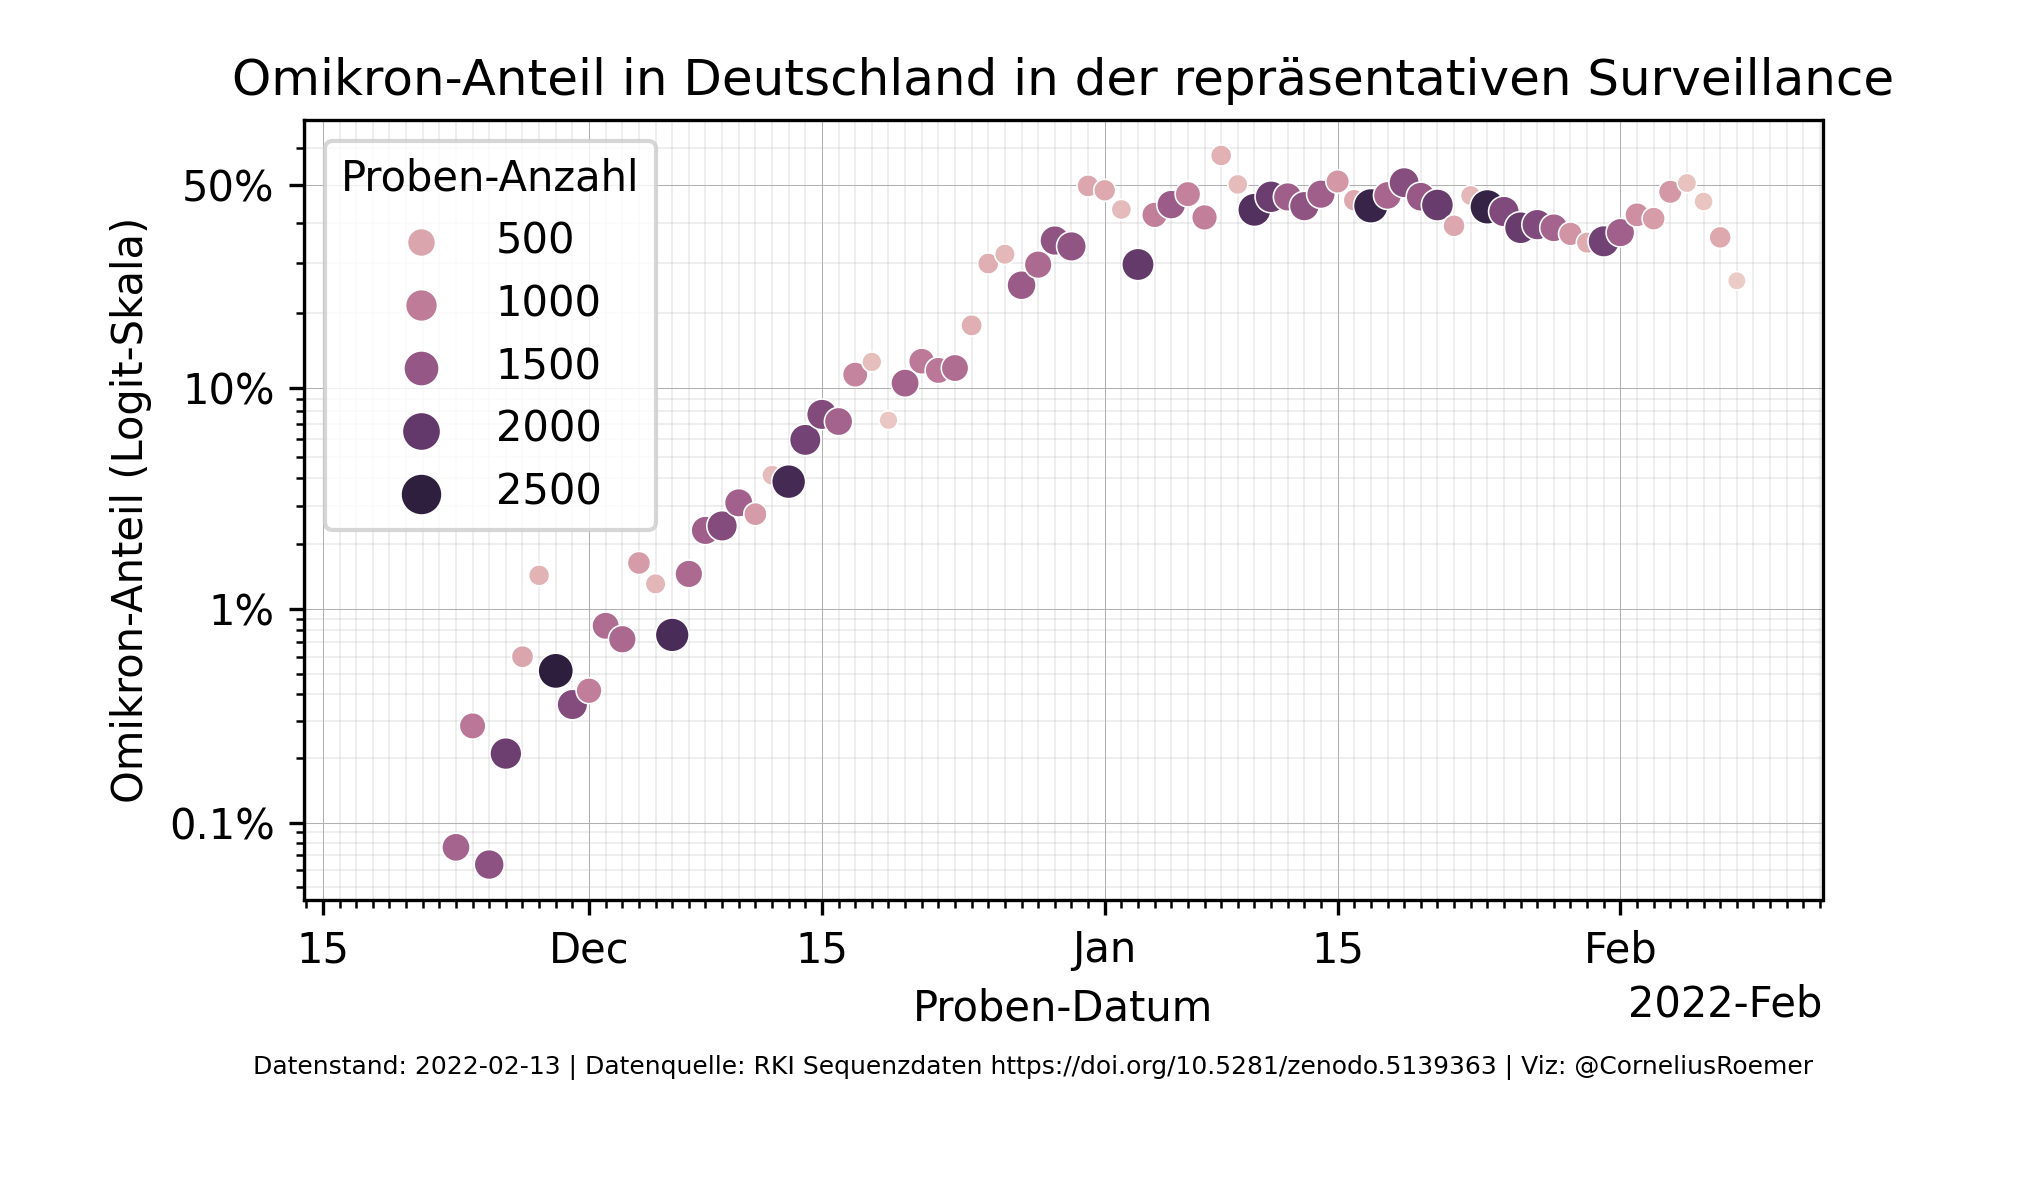 Omikron-Anteil in Deutschland in der repräsentativen Surveillance
Omikron-Anteil (Logit-Skala)
50%
10%
1%
0.1%
Proben-Anzahl
500
1000
1500
2000
2500
15
Dec
15
Jan
15
Feb
Proben-Datum
2022-Feb
Datenstand: 2022-02-13 | Datenquelle: RKI Sequenzdaten https://doi.org/10.5281/zenodo.5139363 | Viz: @CorneliusRoemer